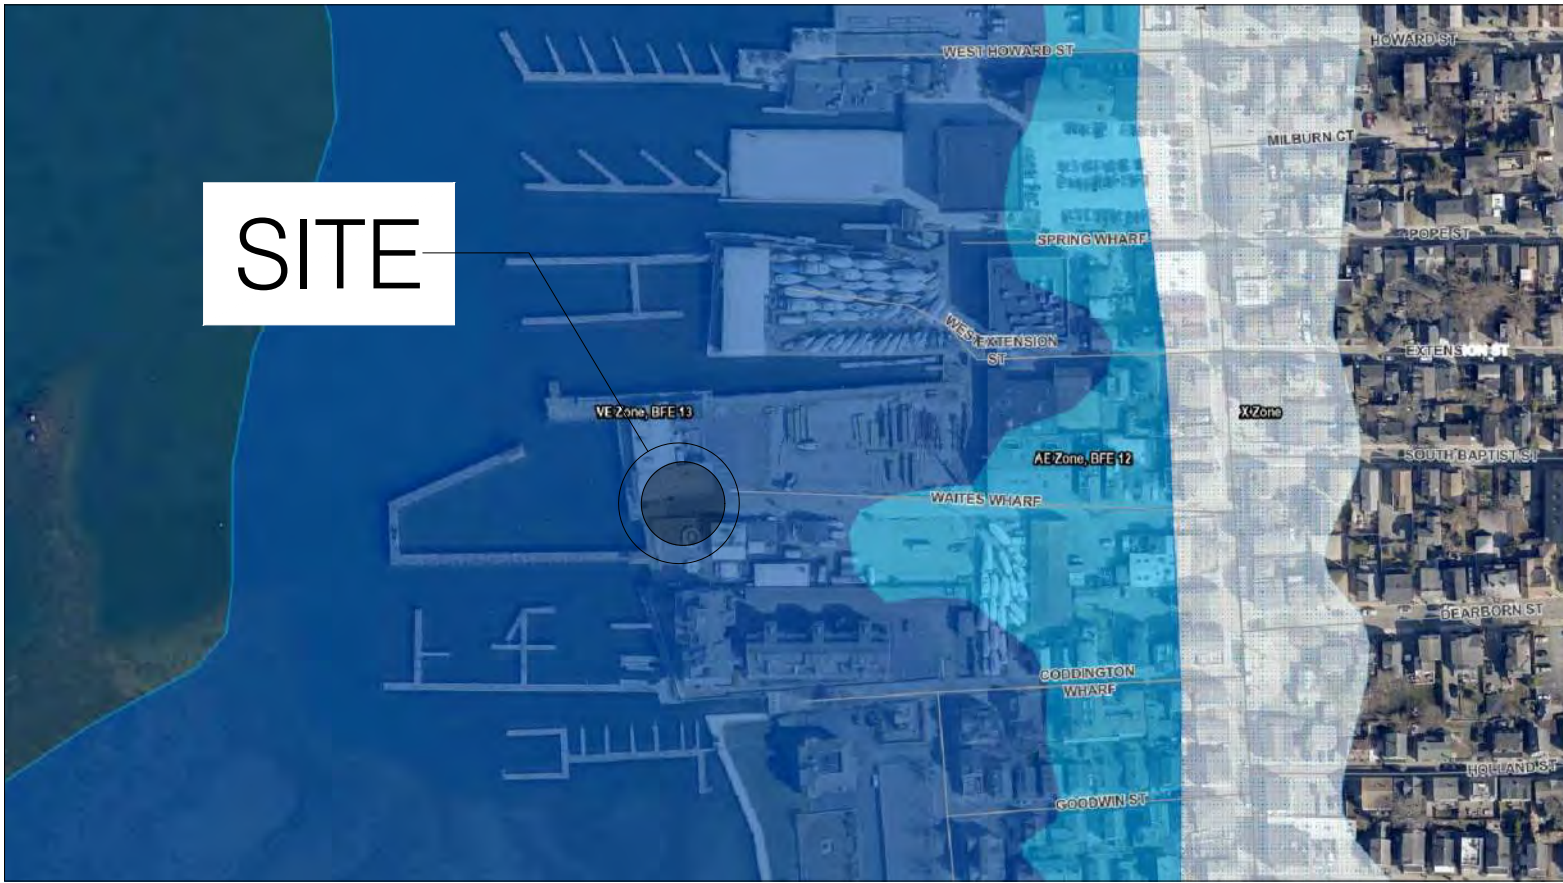 WEST HOWARD ST
HOWARD ST
MILBURN CT
SITE
SPRING WHARF
POPE ST
WEST EXTENSION
ST
EXTENSION ST
VE Zone, BFE 13
X Zone
AE Zone, BFE 12
SOUTH BAPTIST ST
WAITES WHARF
DEARBORN ST
CODDINGTON
WHARF
HOLLAND ST
GOODWIN ST